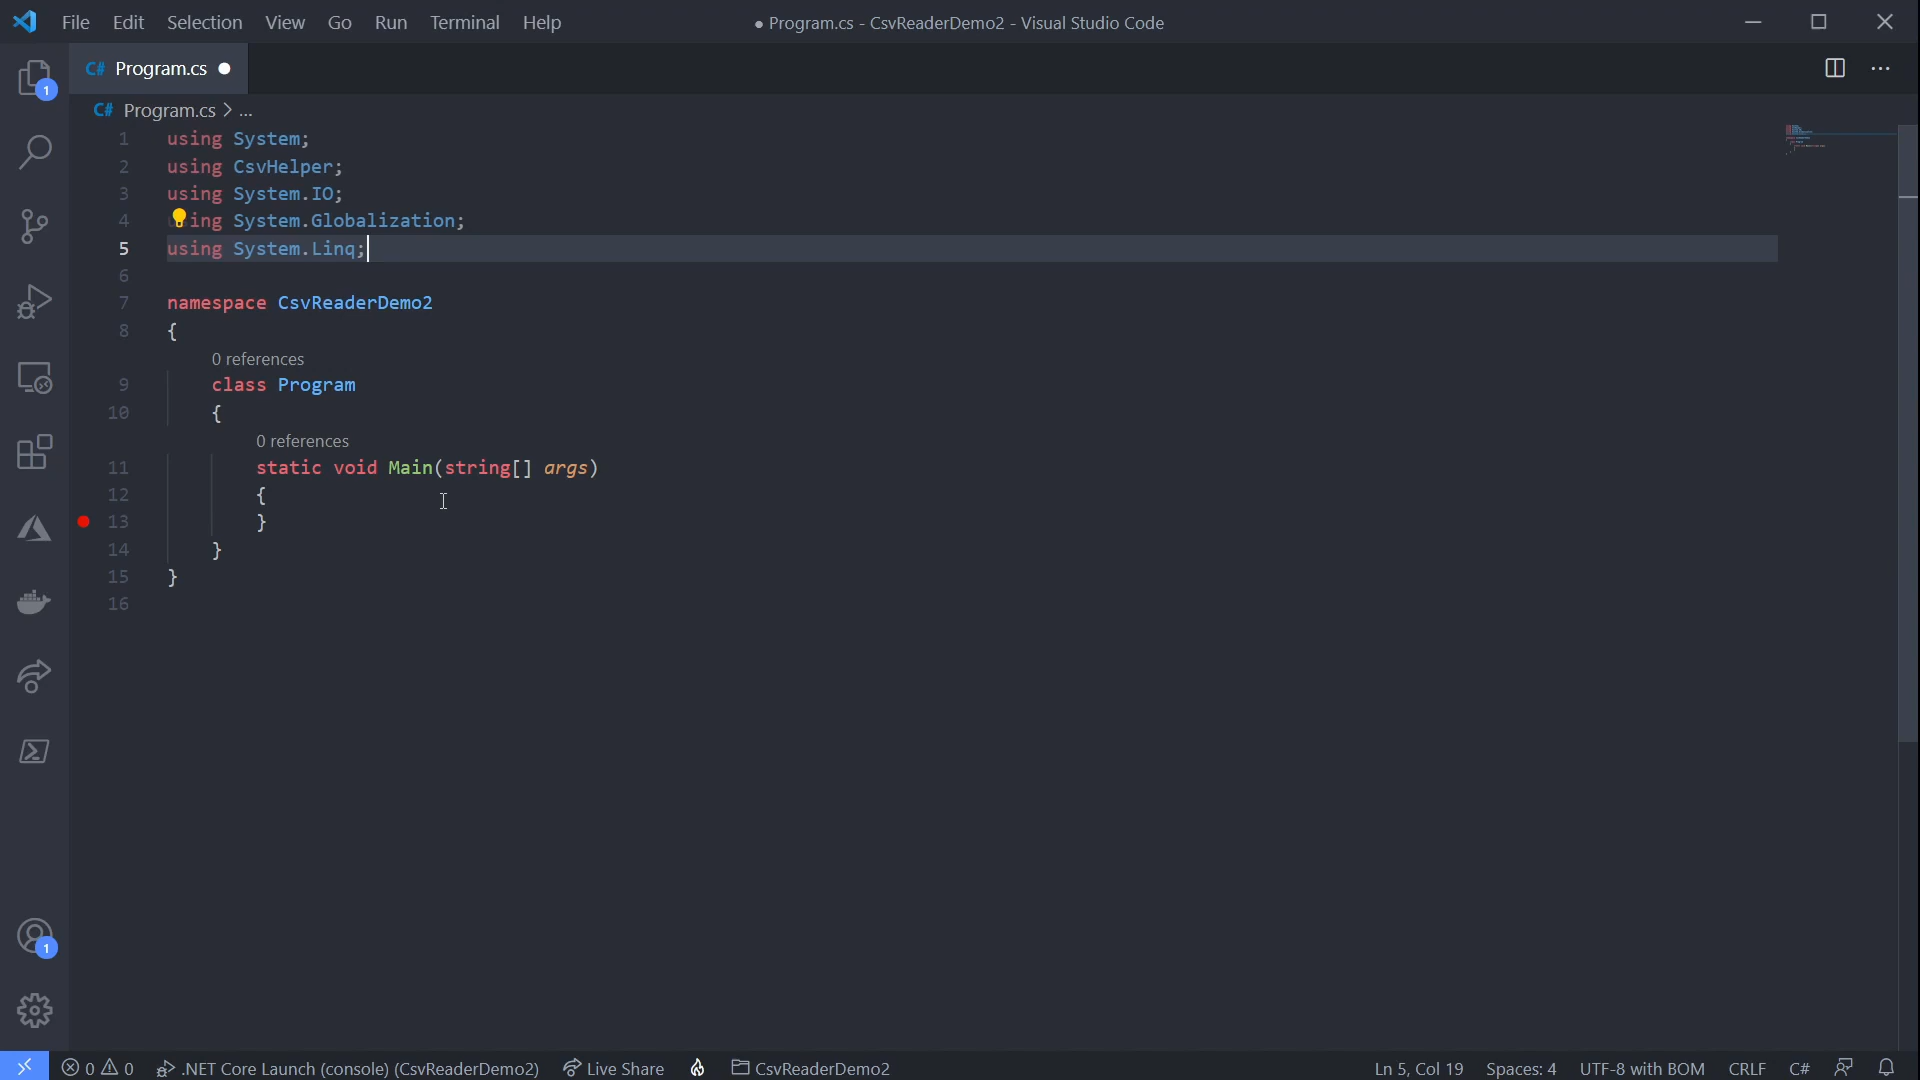 File Edit Selection View Go Run Terminal Help
● Program.cs - CsvReaderDemo2 - Visual Studio Code
C# Program.cs ●
C# Program.cs > ...
1 using System;
2 using CsvHelper;
3 using System.IO;
4 ing System.Globalization;
5 using System.Linq;
6
7 namespace CsvReaderDemo2
8 {
0 references
9 class Program
10 {
0 references
11 static void Main(string[] args)
12 {
13 }
14 }
15 }
16
1
1
0 0 .NET Core Launch (console) (CsvReaderDemo2) Live Share CsvReaderDemo2 Ln 5, Col 19 Spaces: 4 UTF-8 with BOM CRLF C#